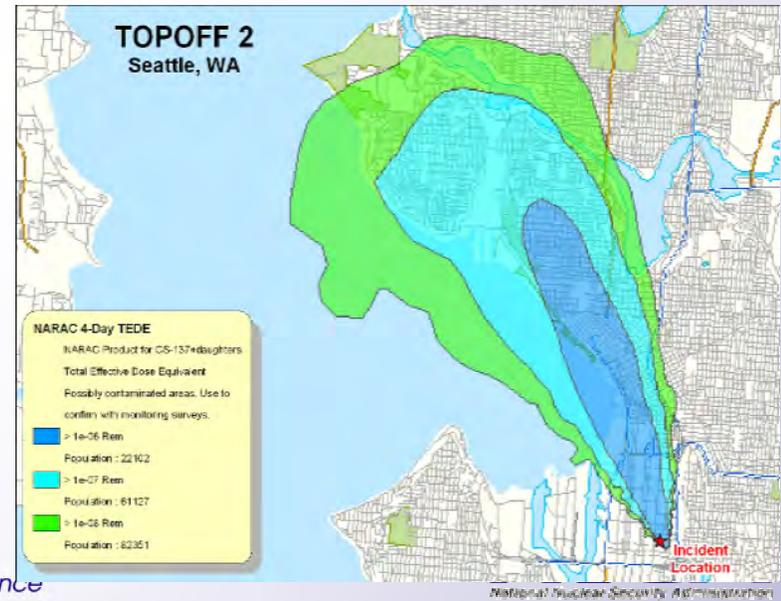 TOPOFF 2
Seattle, WA
NARAC 4-Day TEDE
NARAC Product for CS-137+daughters
Total Effective Dose Equivalent
Possibly contaminated areas. Use to
confirm with monitoring surveys.
> 1e-06 Rem
Population : 22102
> 1e-07 Rem
Population : 61127
> 1e-08 Rem
Population : 82351
Incident
Location
nce
National Nuclear Security Administration